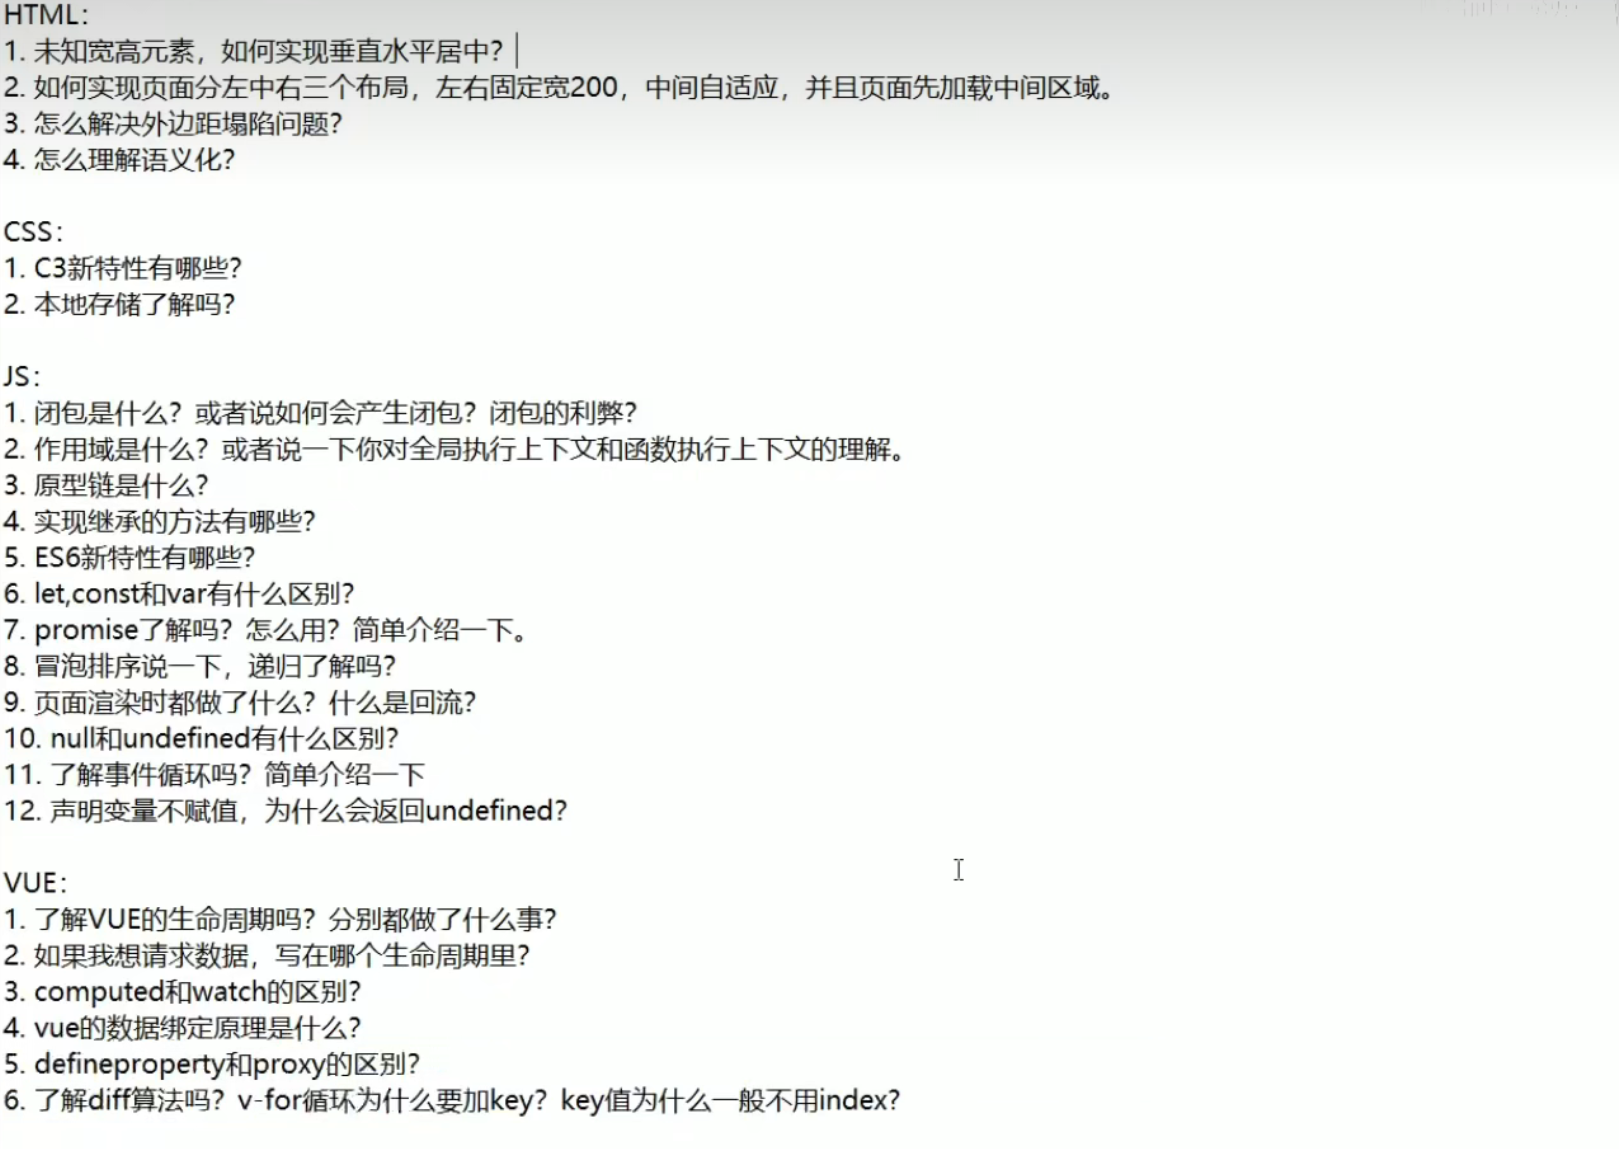 HTML：
1. 未知宽高元素，如何实现垂直水平居中？
2. 如何实现页面分左中右三个布局，左右固定宽200，中间自适应，并且页面先加载中间区域。
3. 怎么解决外边距塌陷问题？
4. 怎么理解语义化？
CSS：
1. C3新特性有哪些？
2. 本地存储了解吗？
JS：
1. 闭包是什么？或者说如何会产生闭包？闭包的利弊？
2. 作用域是什么？或者说一下你对全局执行上下文和函数执行上下文的理解。
3. 原型链是什么？
4. 实现继承的方法有哪些？
5. ES6新特性有哪些？
6. let,const和var有什么区别？
7. promise了解吗？怎么用？简单介绍一下。
8. 冒泡排序说一下，递归了解吗？
9. 页面渲染时都做了什么？什么是回流？
10. null和undefined有什么区别？
11. 了解事件循环吗？简单介绍一下
12. 声明变量不赋值，为什么会返回undefined？
VUE：
1. 了解VUE的生命周期吗？分别都做了什么事？
2. 如果我想请求数据，写在哪个生命周期里？
3. computed和watch的区别？
4. vue的数据绑定原理是什么？
5. defineproperty和proxy的区别？
6. 了解diff算法吗？v-for循环为什么要加key？key值为什么一般不用index？